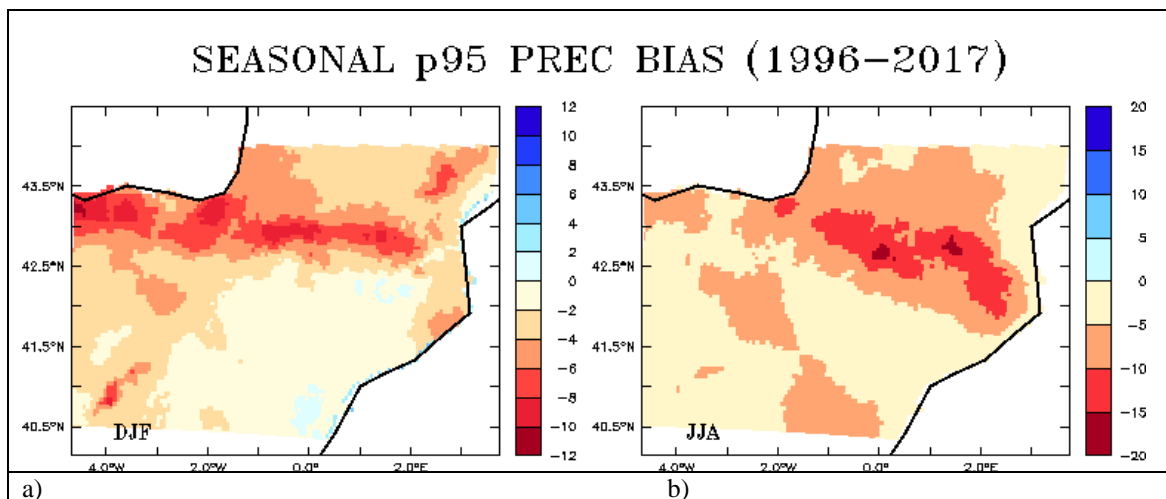 SEASONAL p95 PREC BIAS (1996−2017)
43.5°N
42.5°N
41.5°N
40.5°N
4.0°W 2.0°W 0.0° 2.0°E
DJF
12
10
8
6
4
2
0
−2
−4
−6
−8
−10
−12
43.5°N
42.5°N
41.5°N
40.5°N
4.0°W 2.0°W 0.0° 2.0°E
JJA
20
15
10
5
0
−5
−10
−15
−20
a) b)